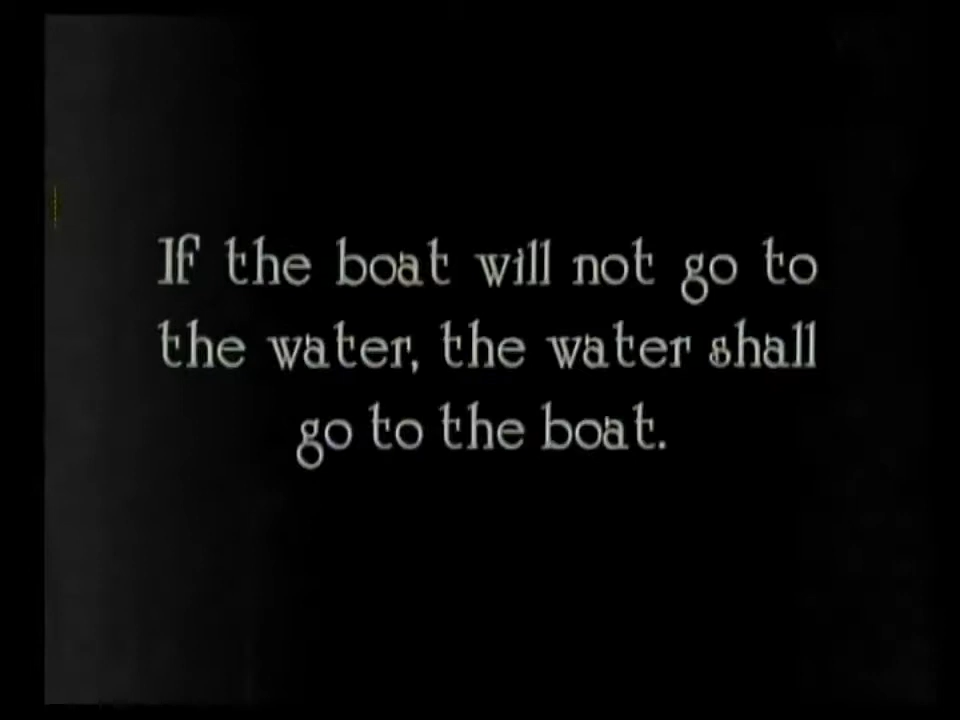 If the boat will not go to
the water, the water shall
go to the boat.